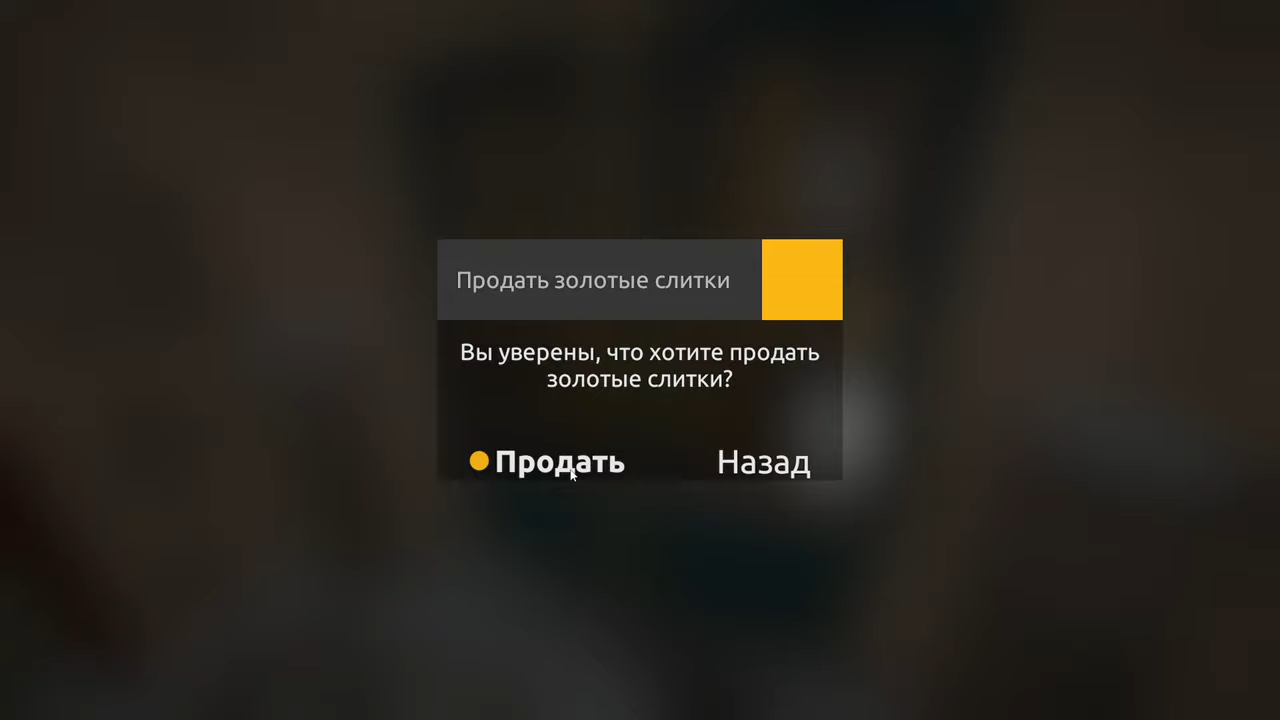 Продать золотые слитки
Вы уверены, что хотите продать
золотые слитки?
Продать
Назад